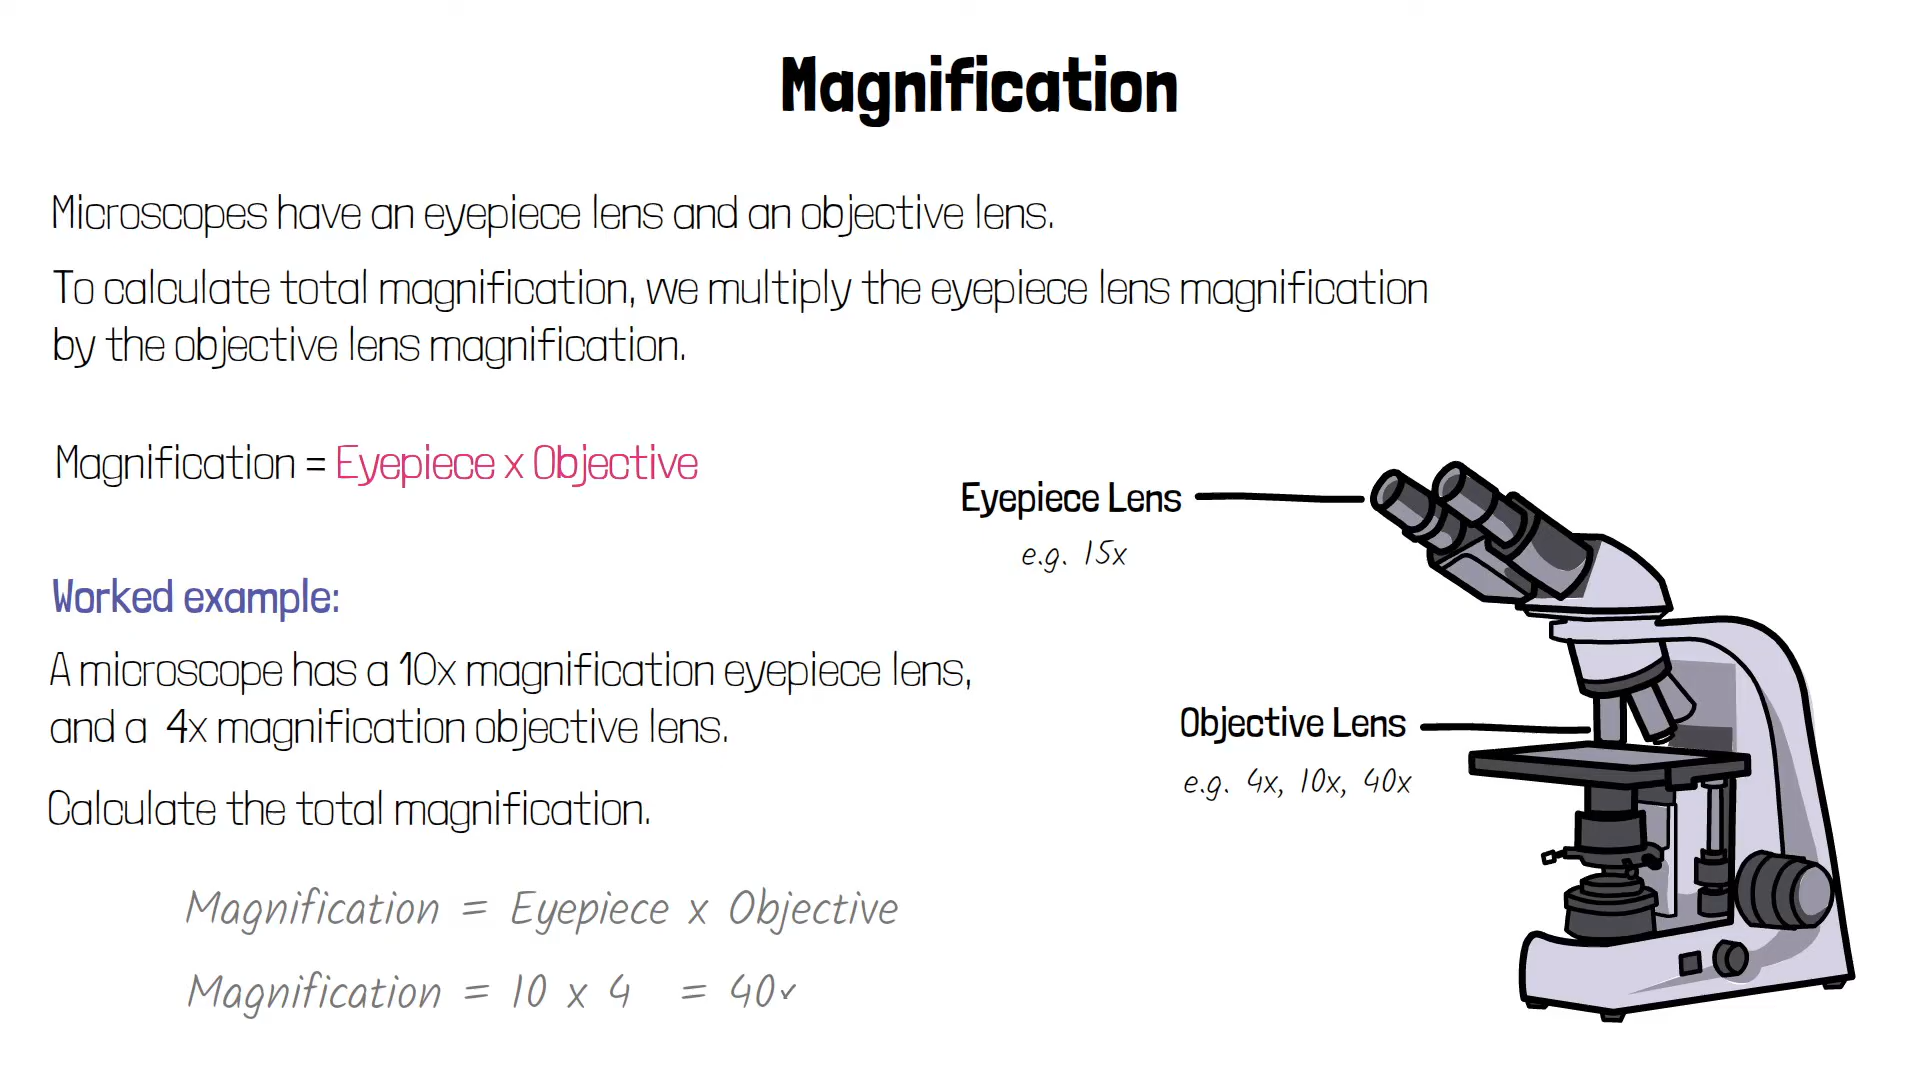 Magnification
Microscopes have an eyepiece lens and an objective lens.
To calculate total magnification, we multiply the eyepiece lens magnification
by the objective lens magnification.
Magnification = Eyepiece x Objective
Eyepiece Lens
e.g. 15x
Worked example:
A microscope has a 10x magnification eyepiece lens,
and a 4x magnification objective lens.
Objective Lens
e.g. 4x, 10x, 40x
Calculate the total magnification.
Magnification = Eyepiece x Objective
Magnification = 10 x 4 = 40✓